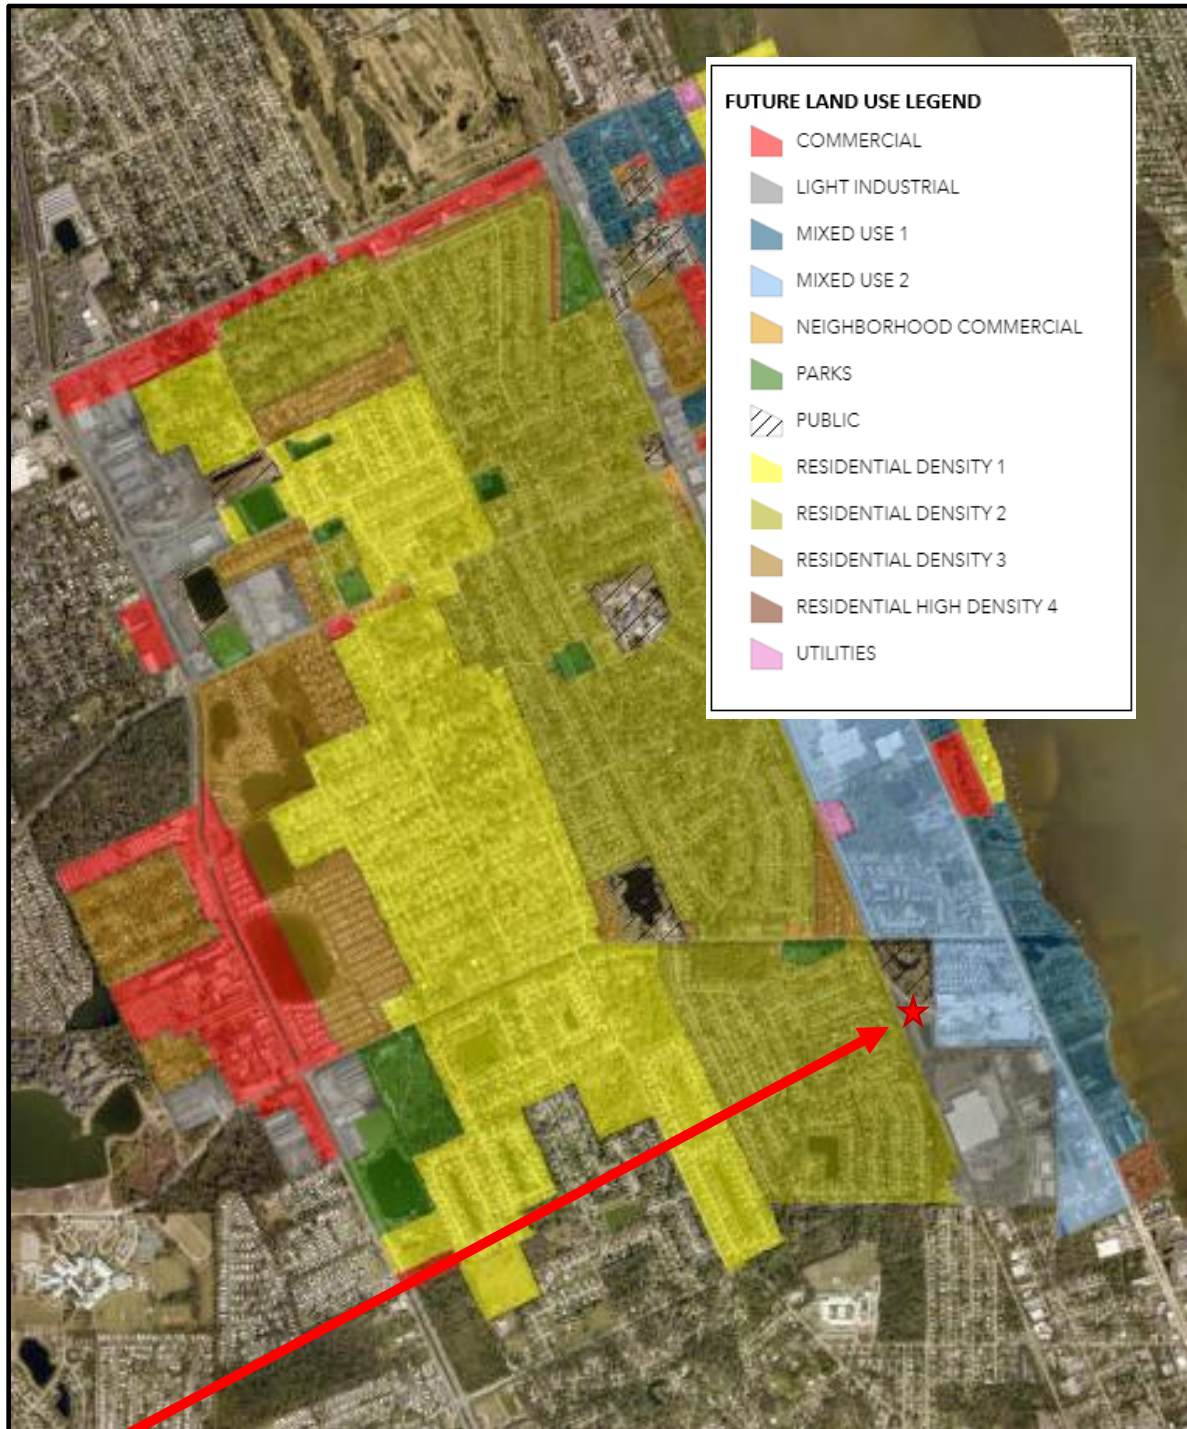 FUTURE LAND USE LEGEND
COMMERCIAL
LIGHT INDUSTRIAL
MIXED USE 1
MIXED USE 2
NEIGHBORHOOD COMMERCIAL
PARKS
PUBLIC
RESIDENTIAL DENSITY 1
RESIDENTIAL DENSITY 2
RESIDENTIAL DENSITY 3
RESIDENTIAL HIGH DENSITY 4
UTILITIES